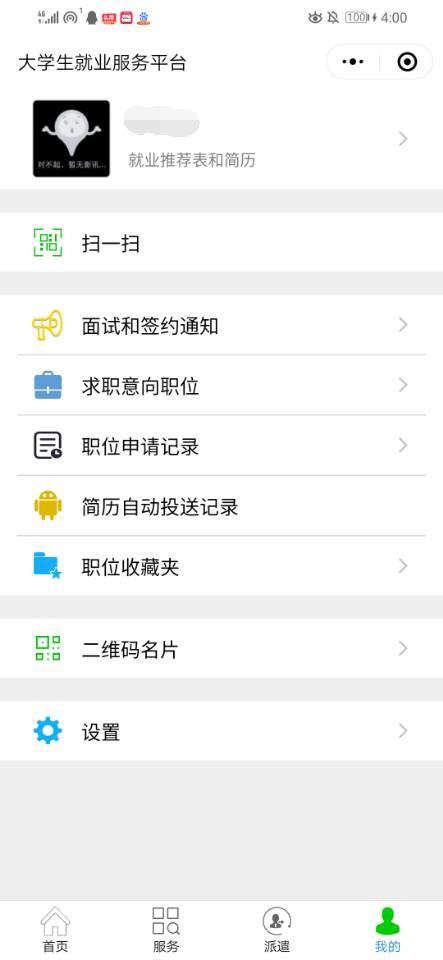 4G 1 100 4:00
大学生就业服务平台
对不起，暂无影讯...
就业推荐表和简历
扫一扫
面试和签约通知
求职意向职位
职位申请记录
简历自动投送记录
职位收藏夹
二维码名片
设置
首页 服务 派遣 我的